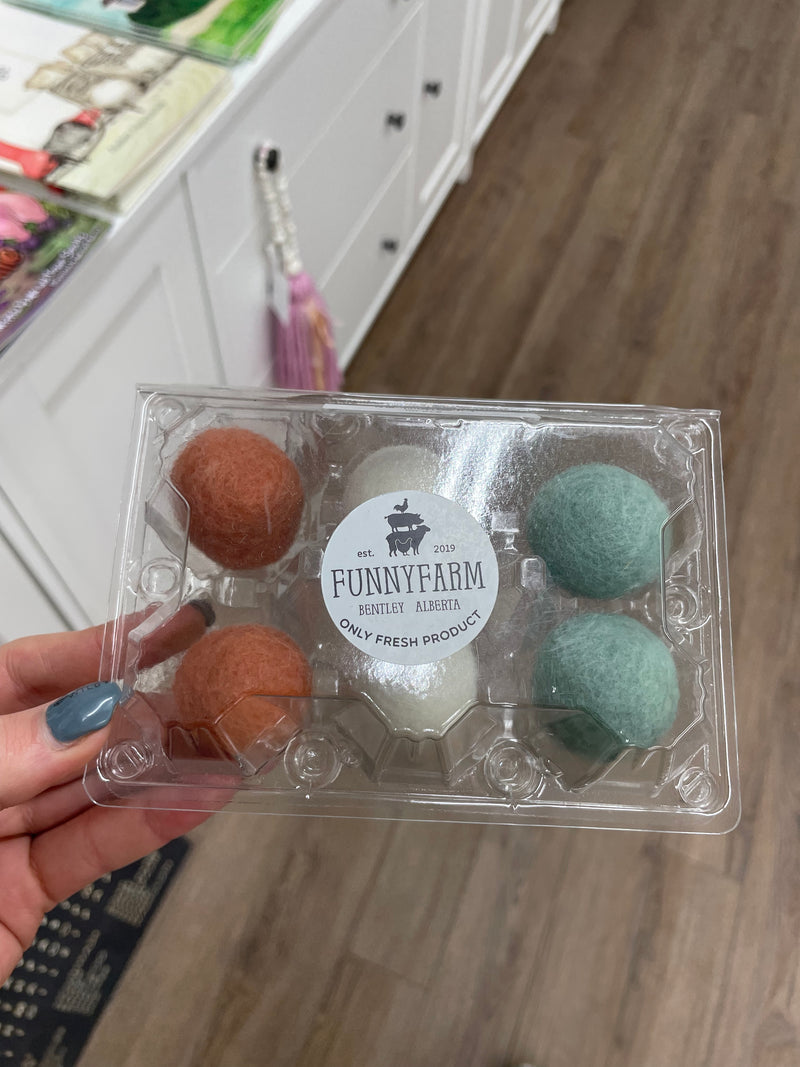 est. 2019
FUNNYFARM
BENTLEY ALBERTA
ONLY FRESH PRODUCT